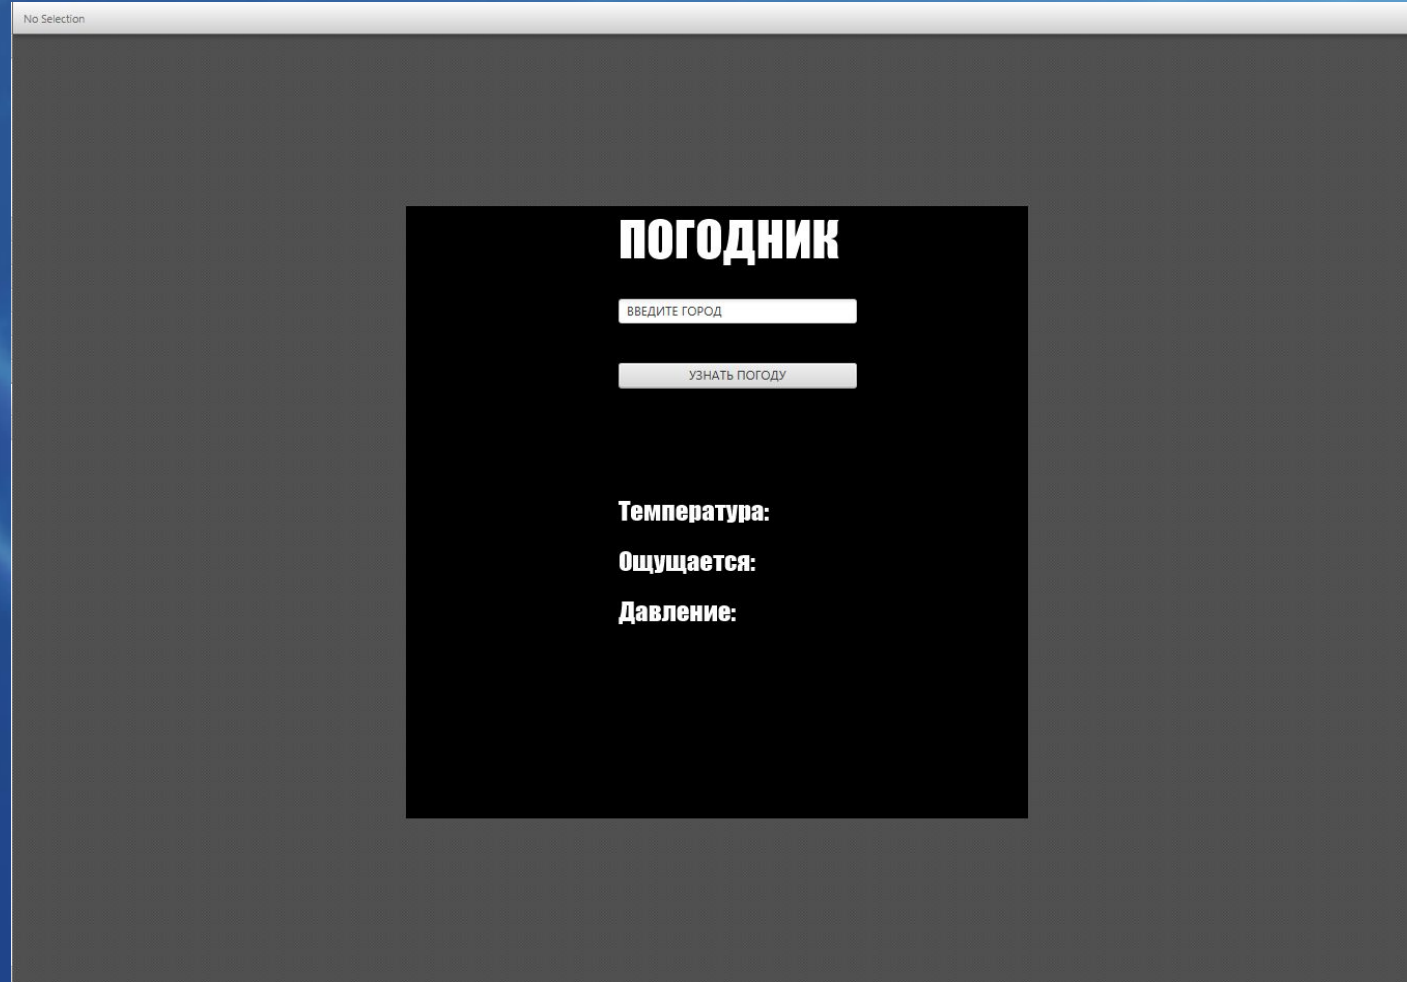 No Selection
ПОГОДНИК
ВВЕДИТЕ ГОРОД
УЗНАТЬ ПОГОДУ
Температура:
Ощущается:
Давление: